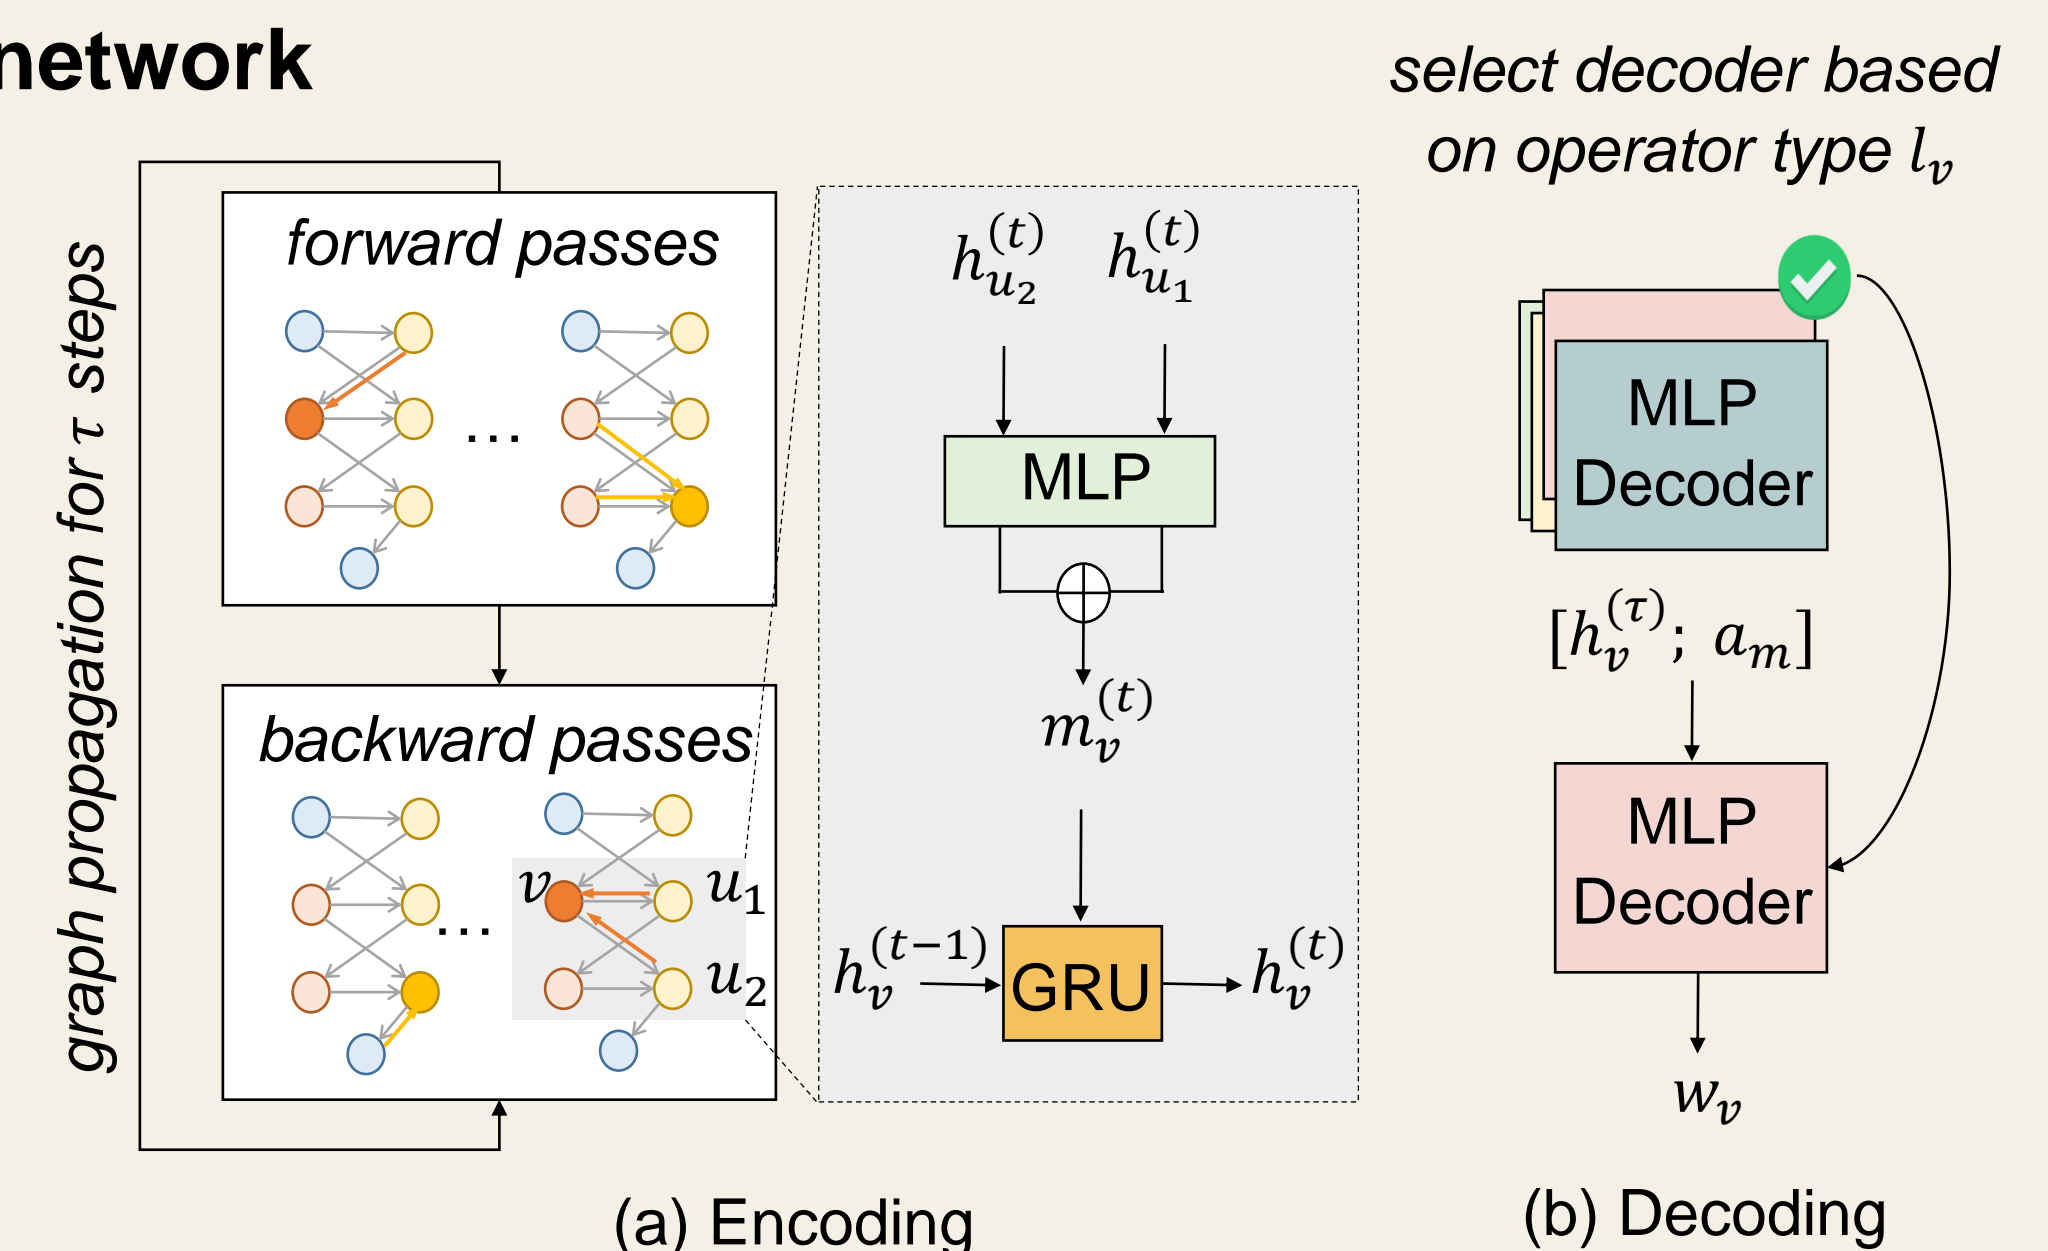 network
select decoder based
on operator type l_v
graph propagation for τ steps
forward passes
...
backward passes
...
v
u_1
u_2
h_{u_2}^{(t)} h_{u_1}^{(t)}
MLP
m_v^{(t)}
h_v^{(t-1)}
GRU
h_v^{(t)}
MLP
Decoder
[h_v^{(τ)}; a_m]
MLP
Decoder
w_v
(a) Encoding
(b) Decoding